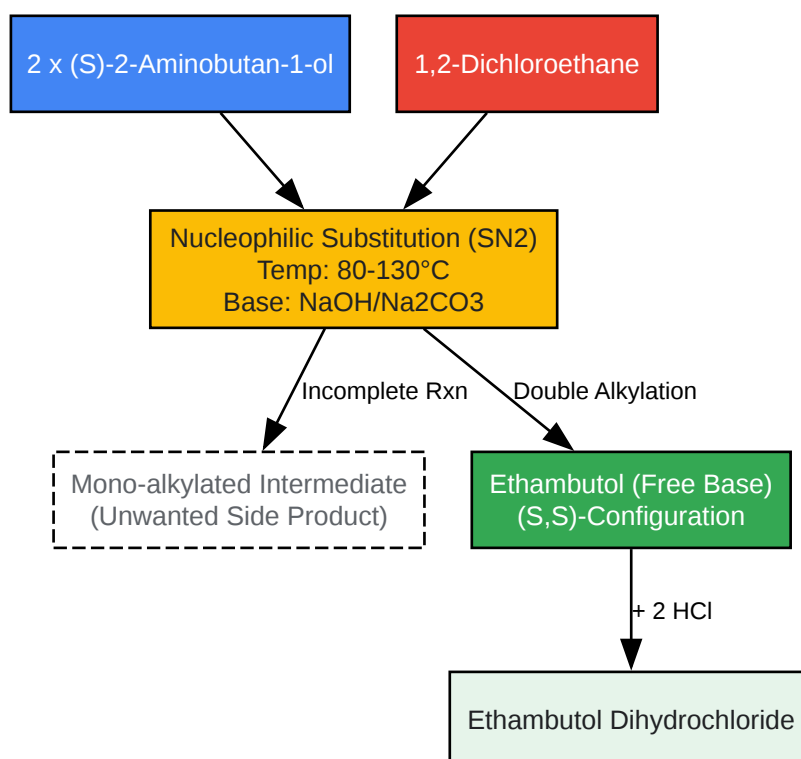 2 x (S)-2-Aminobutan-1-ol
1,2-Dichloroethane
Nucleophilic Substitution (SN2)
Temp: 80-130°C
Base: NaOH/Na2CO3
Incomplete Rxn
Double Alkylation
Mono-alkylated Intermediate
(Unwanted Side Product)
Ethambutol (Free Base)
(S,S)-Configuration
+ 2 HCl
Ethambutol Dihydrochloride